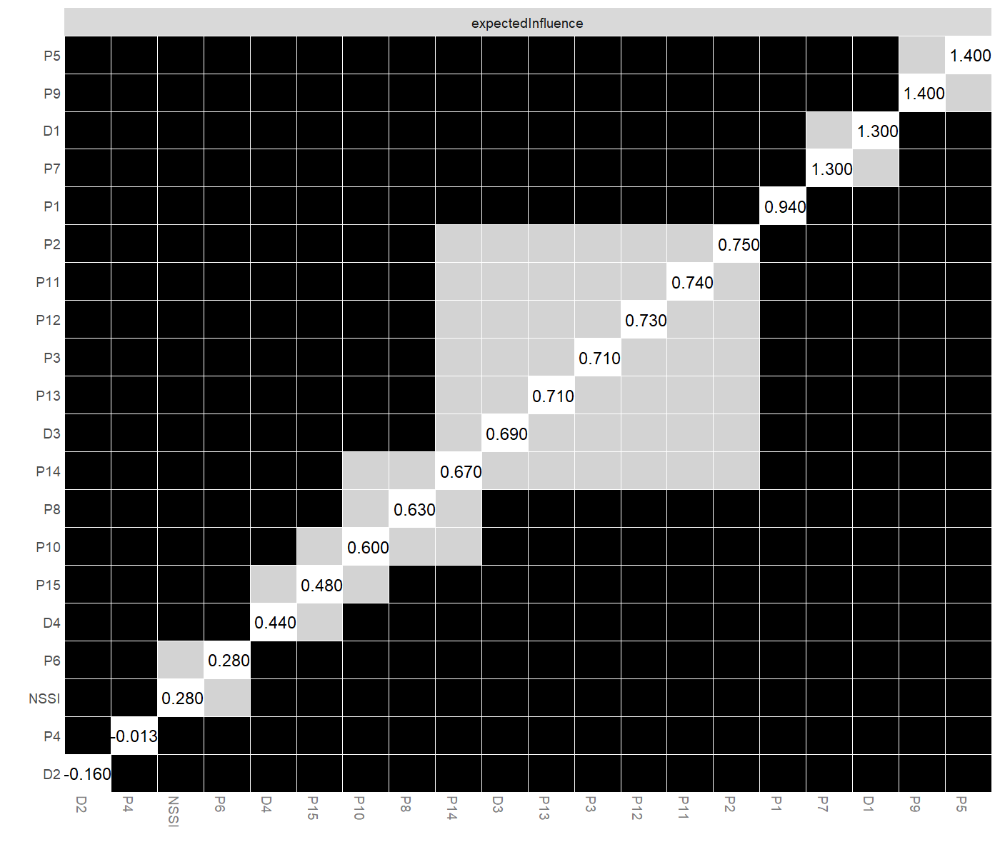 expectedInfluence
P5 1.400
P9 1.400
D1 1.300
P7 1.300
P1 0.940
P2 0.750
P11 0.740
P12 0.730
P3 0.710
P13 0.710
D3 0.690
P14 0.670
P8 0.630
P10 0.600
P15 0.480
D4 0.440
P6 0.280
NSSI 0.280
P4 -0.013
D2 -0.160
D2 P4 NSSI P6 D4 P15 P10 P8 P14 D3 P13 P3 P12 P11 P2 P1 P7 D1 P9 P5